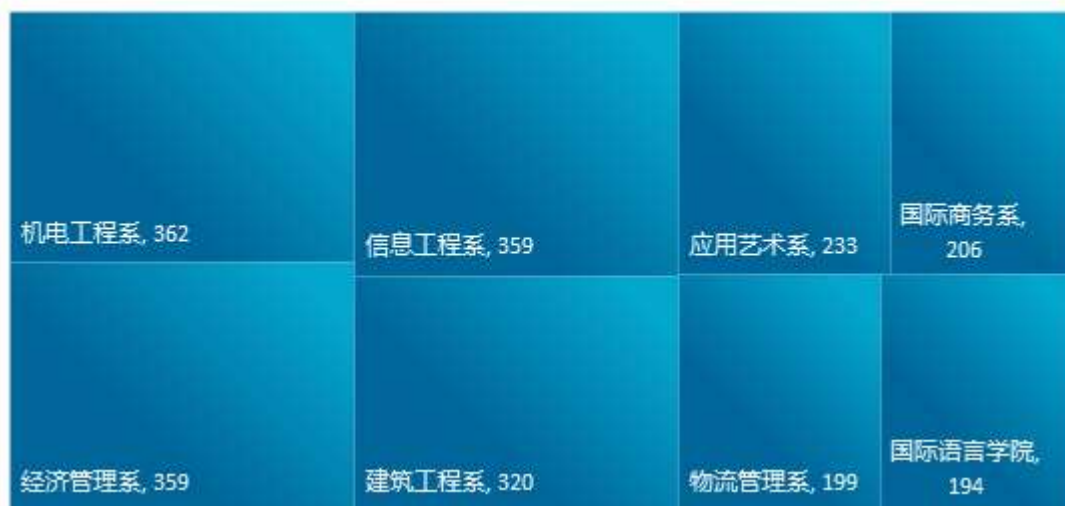 机电工程系, 362
信息工程系, 359
应用艺术系, 233
国际商务系,
206
经济管理系, 359
建筑工程系, 320
物流管理系, 199
国际语言学院,
194